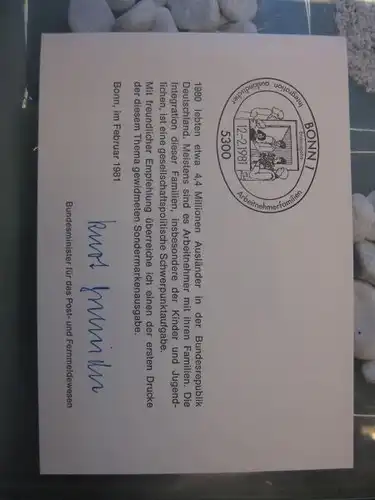 BONN 1
Integration ausländischer
Ersttagsstempel
12.-2.1981
5300
Arbeitnehmerfamilien
1980 lebten etwa 4,4 Millionen Ausländer in der Bundesrepublik
Deutschland. Meistens sind es Arbeitnehmer mit ihren Familien. Die
Integration dieser Familien, insbesondere der Kinder und Jugend-
lichen, ist eine gesellschaftspolitische Schwerpunktaufgabe.
Mit freundlicher Empfehlung überreiche ich einen der ersten Drucke
der diesem Thema gewidmeten Sondermarkenausgabe.
Bonn, im Februar 1981
Bundesminister für das Post- und Fernmeldewesen